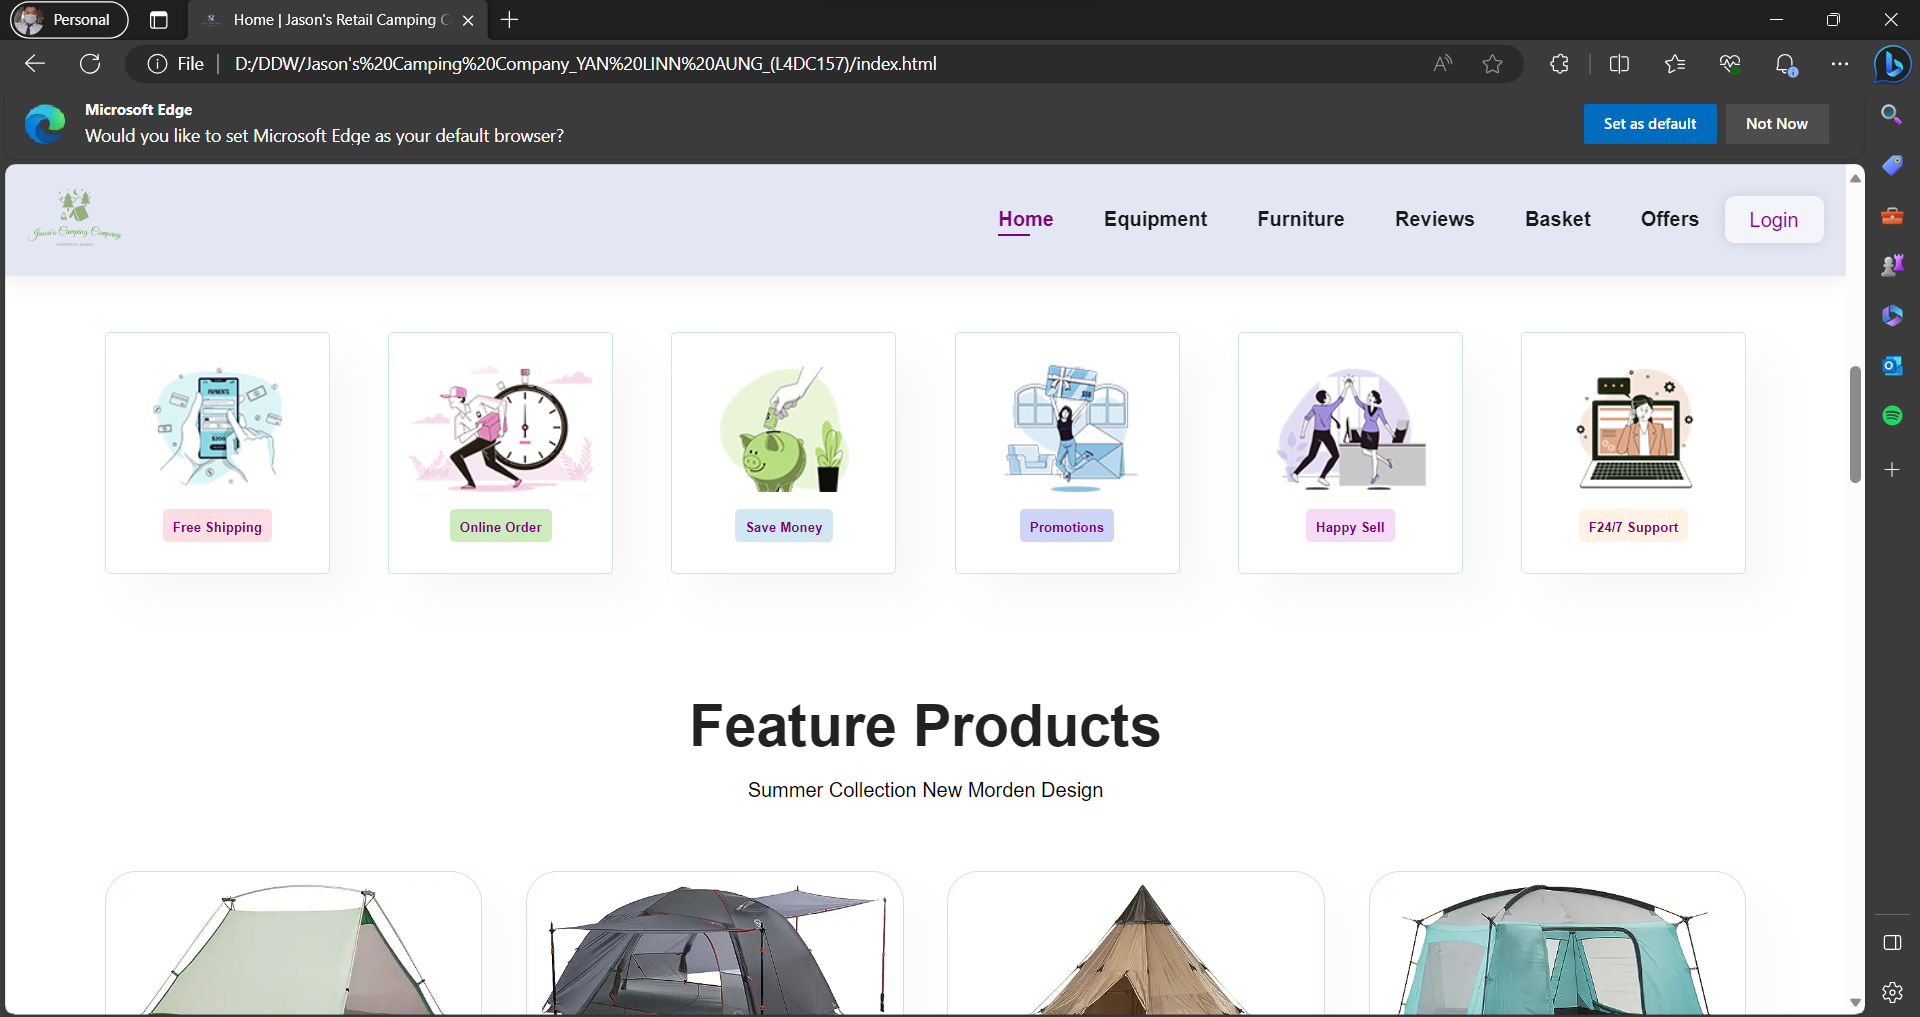 Personal
Home | Jason's Retail Camping C
File
D:/DDW/Jason's%20Camping%20Company_YAN%20LINN%20AUNG_(L4DC157)/index.html
Microsoft Edge
Would you like to set Microsoft Edge as your default browser?
Set as default
Not Now
Jason's Camping Company
Home
Equipment
Furniture
Reviews
Basket
Offers
Login
Free Shipping
Online Order
Save Money
Promotions
Happy Sell
F24/7 Support
Feature Products
Summer Collection New Morden Design